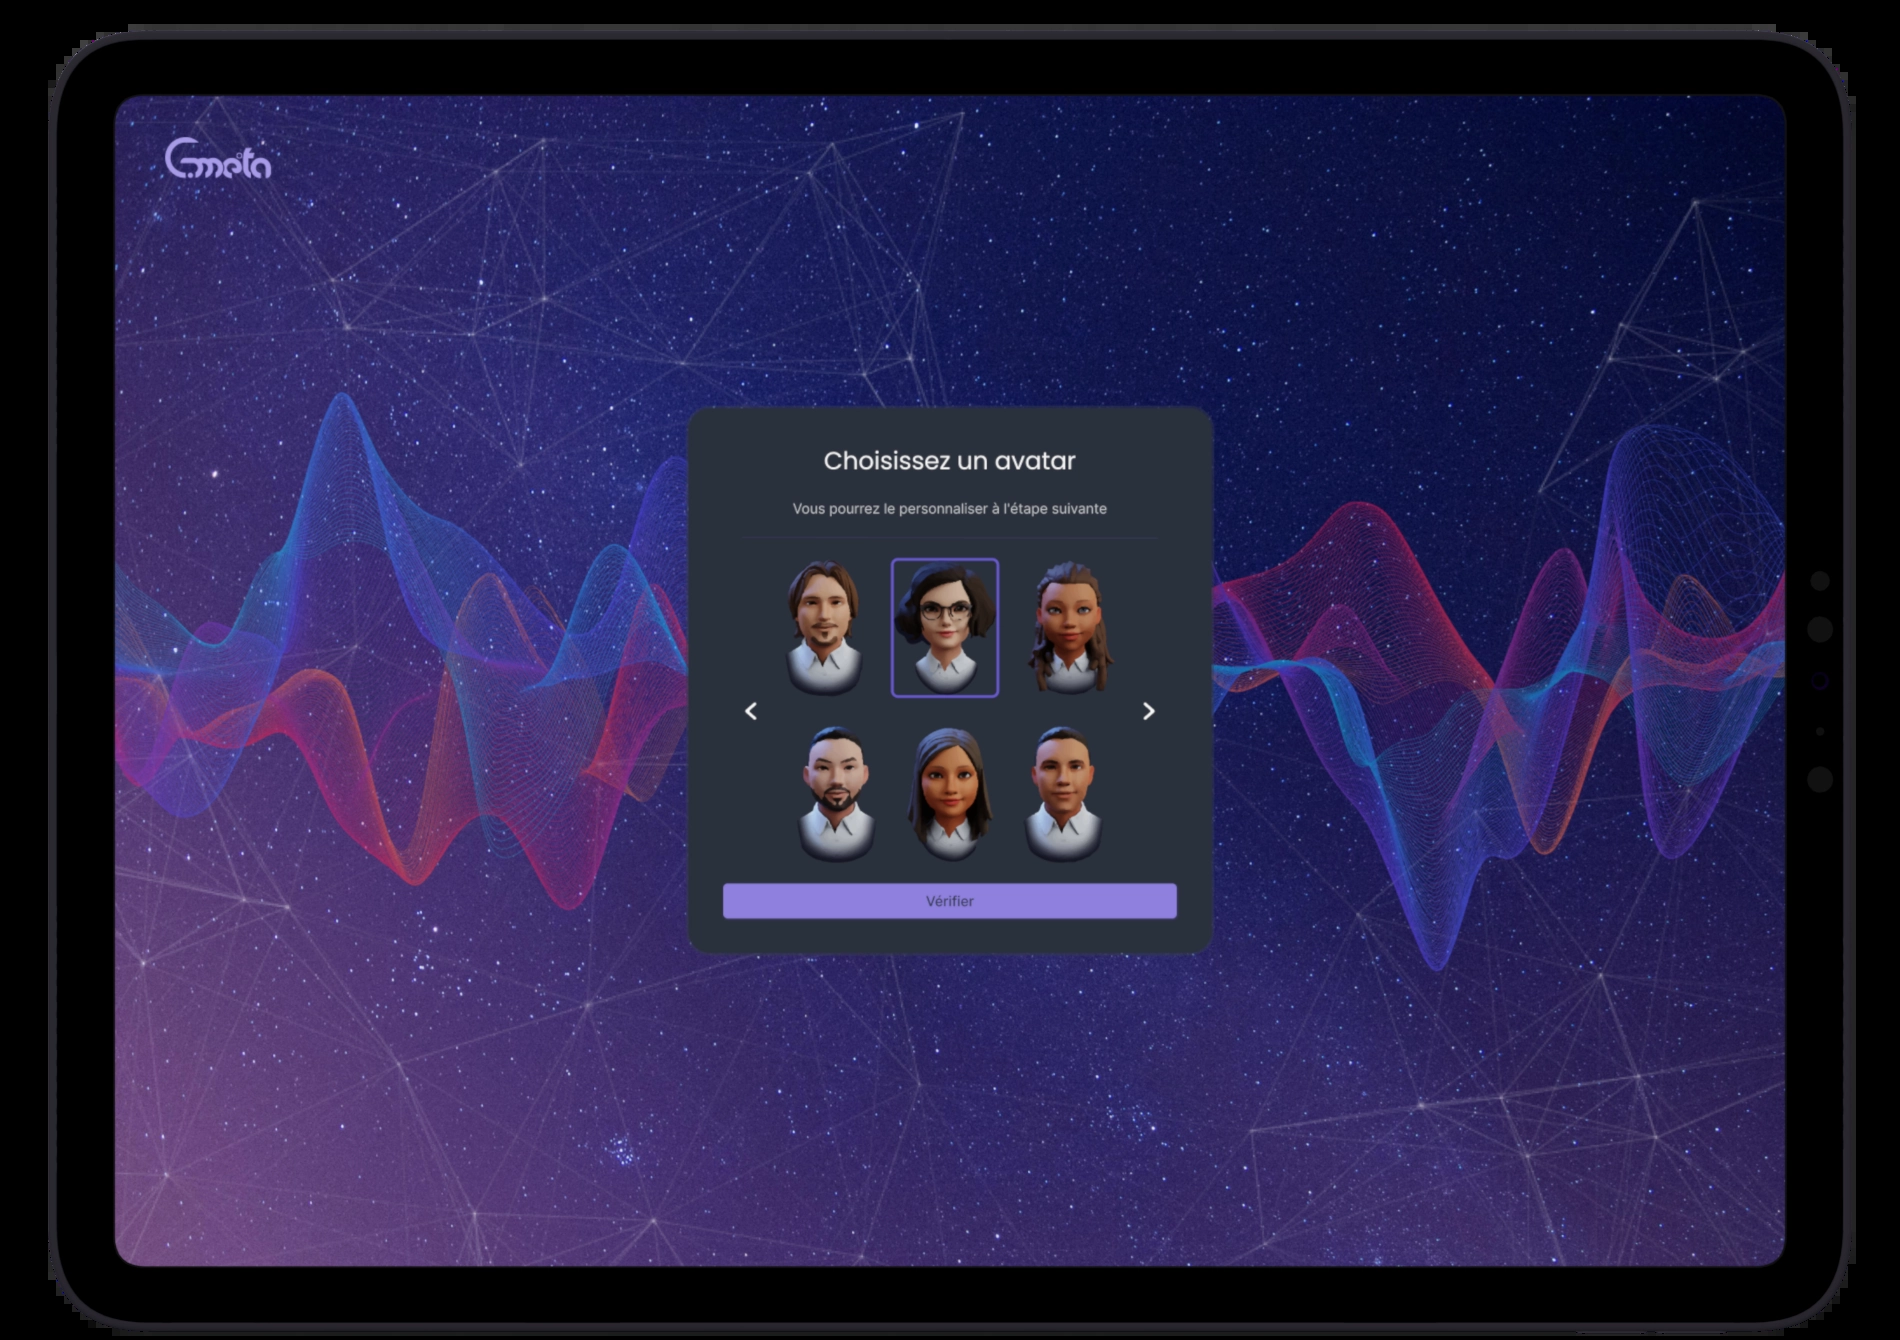 Gmeta
Choisissez un avatar
Vous pourrez le personnaliser à l'étape suivante
Vérifier